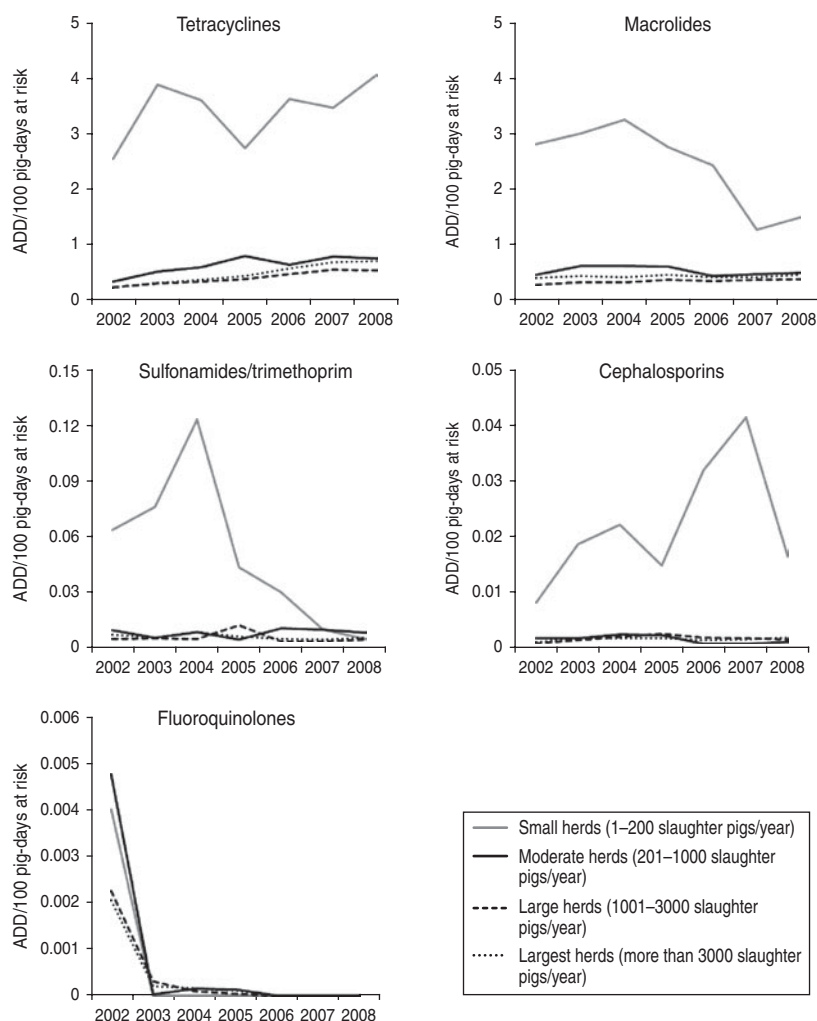 Tetracyclines
ADD/100 pig-days at risk
5
4
3
2
1
0
2002 2003 2004 2005 2006 2007 2008
Macrolides
ADD/100 pig-days at risk
5
4
3
2
1
0
2002 2003 2004 2005 2006 2007 2008
Sulfonamides/trimethoprim
ADD/100 pig-days at risk
0.15
0.12
0.09
0.06
0.03
0
2002 2003 2004 2005 2006 2007 2008
Cephalosporins
ADD/100 pig-days at risk
0.05
0.04
0.03
0.02
0.01
0
2002 2003 2004 2005 2006 2007 2008
Fluoroquinolones
ADD/100 pig-days at risk
0.006
0.005
0.004
0.003
0.002
0.001
0
2002 2003 2004 2005 2006 2007 2008
Small herds (1–200 slaughter pigs/year)
Moderate herds (201–1000 slaughter
pigs/year)
Large herds (1001–3000 slaughter
pigs/year)
Largest herds (more than 3000 slaughter
pigs/year)